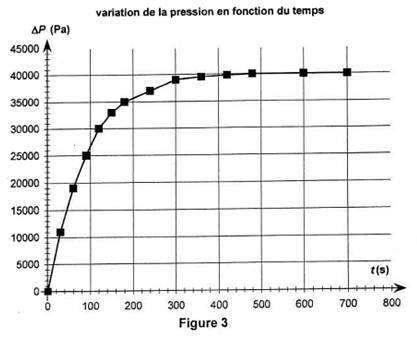 variation de la pression en fonction du temps
ΔP (Pa)
45000
40000
35000
30000
25000
20000
15000
10000
5000
0
t(s)
0 100 200 300 400 500 600 700 800
Figure 3